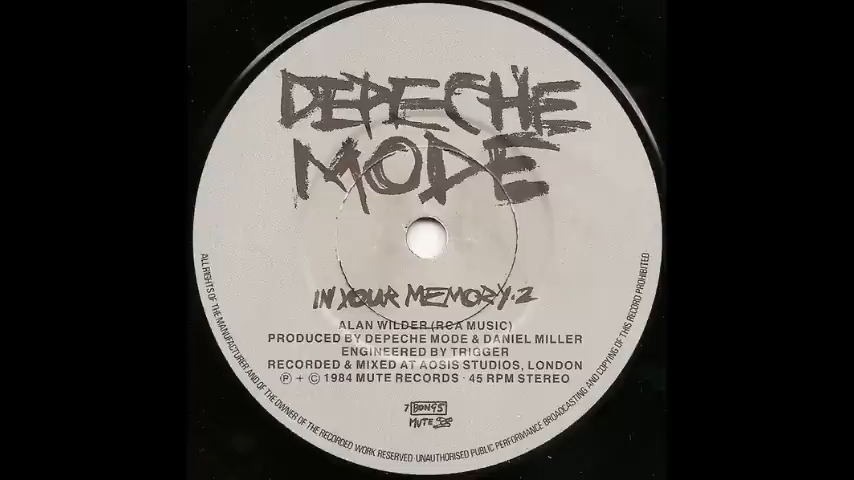 DEPECHE
MODE
IN YOUR MEMORY·2
ALAN WILDER (RCA MUSIC)
PRODUCED BY DEPECHE MODE & DANIEL MILLER
ENGINEERED BY TRIGGER
RECORDED & MIXED AT AOSIS STUDIOS, LONDON
Ⓟ + © 1984 MUTE RECORDS · 45 RPM STEREO
7 BONG5
MUTE
ALL RIGHTS OF THE MANUFACTURER AND OF THE OWNER OF THE RECORDED WORK RESERVED · UNAUTHORISED PUBLIC PERFORMANCE BROADCASTING AND COPYING OF THIS RECORD PROHIBITED